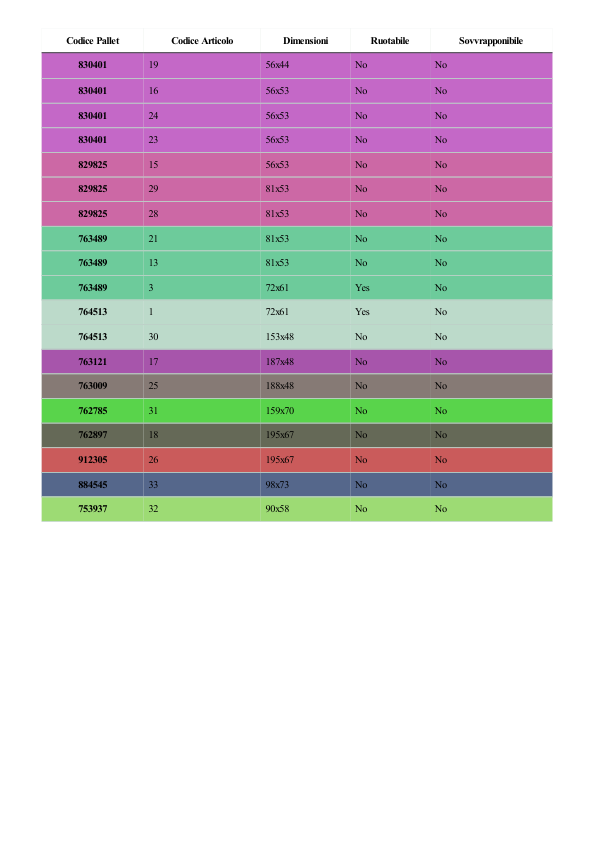 Codice Pallet Codice Articolo Dimensioni Ruotabile Sovvrapponibile
830401 19 56x44 No No
830401 16 56x53 No No
830401 24 56x53 No No
830401 23 56x53 No No
829825 15 56x53 No No
829825 29 81x53 No No
829825 28 81x53 No No
763489 21 81x53 No No
763489 13 81x53 No No
763489 3 72x61 Yes No
764513 1 72x61 Yes No
764513 30 153x48 No No
763121 17 187x48 No No
763009 25 188x48 No No
762785 31 159x70 No No
762897 18 195x67 No No
912305 26 195x67 No No
884545 33 98x73 No No
753937 32 90x58 No No